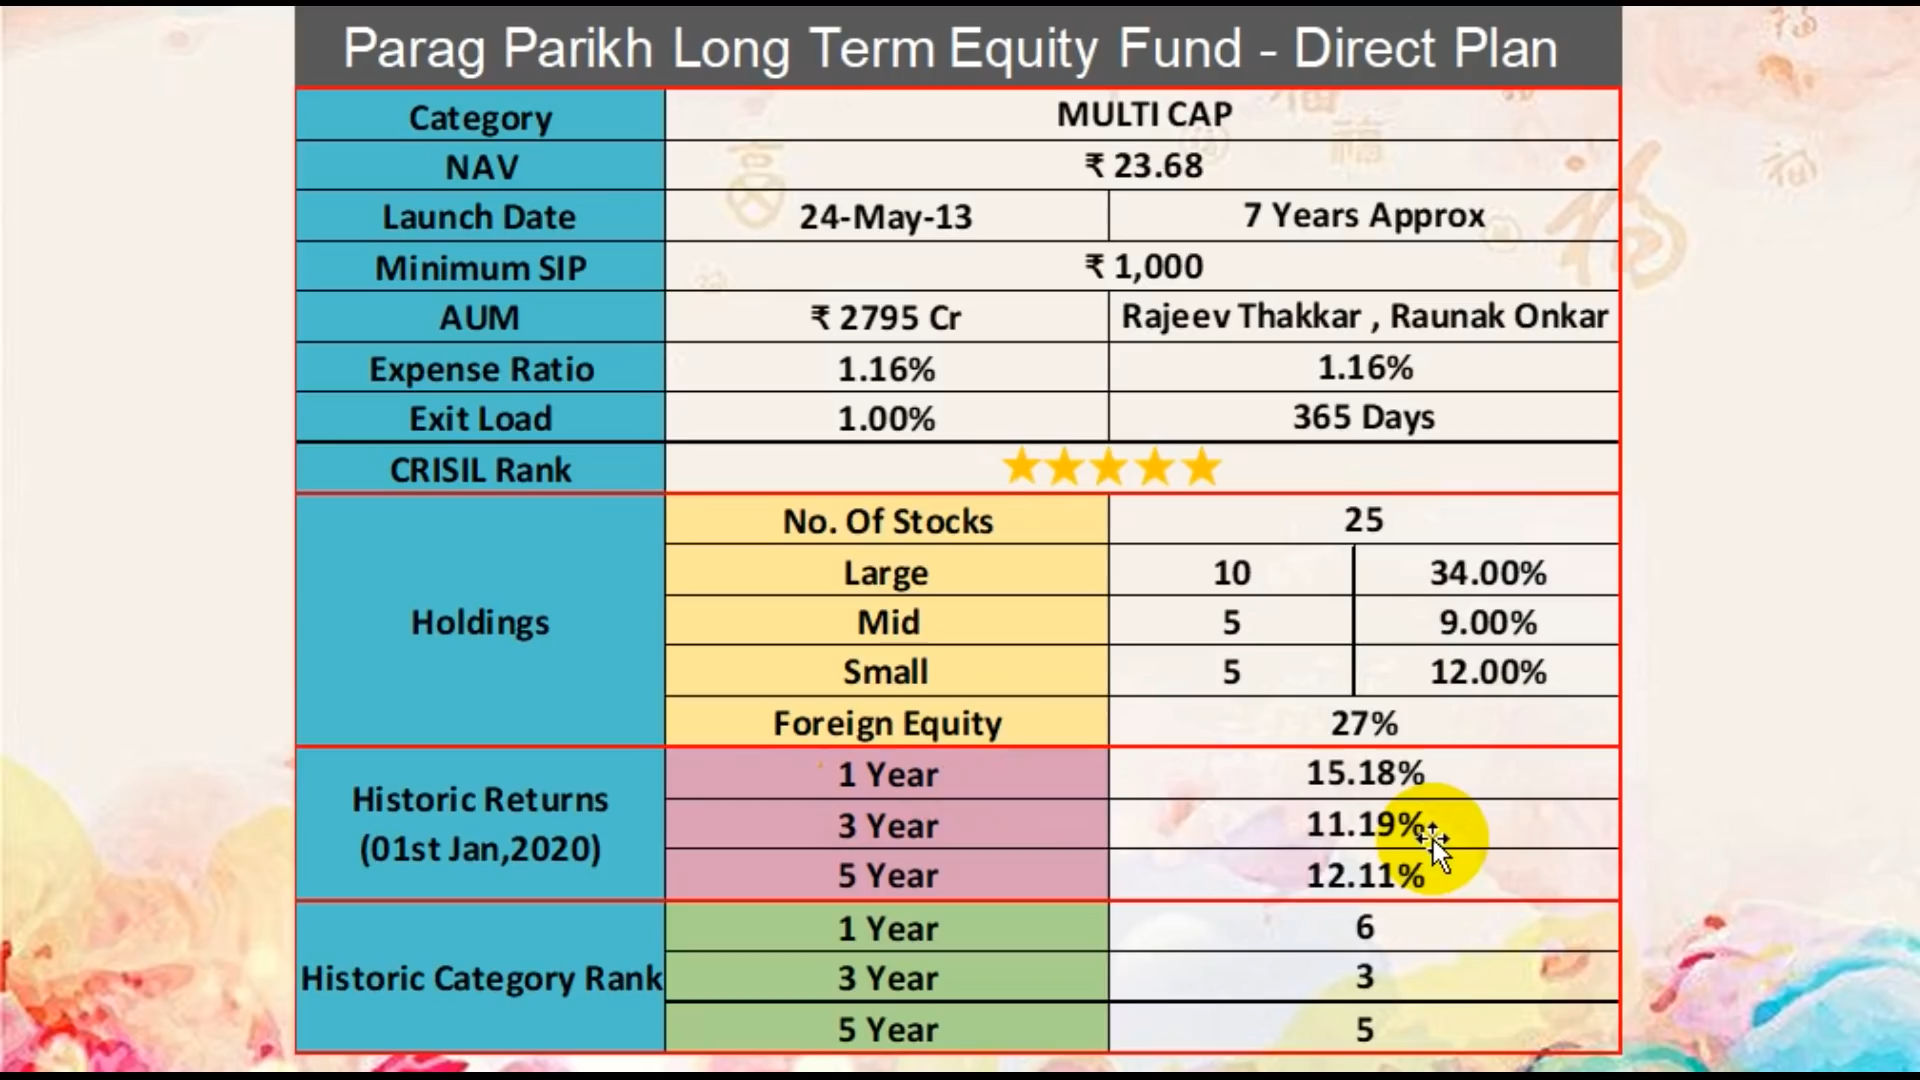 Parag Parikh Long Term Equity Fund - Direct Plan
Category MULTI CAP
NAV ₹ 23.68
Launch Date 24-May-13 7 Years Approx
Minimum SIP ₹ 1,000
AUM ₹ 2795 Cr Rajeev Thakkar , Raunak Onkar
Expense Ratio 1.16% 1.16%
Exit Load 1.00% 365 Days
CRISIL Rank
Holdings
No. Of Stocks 25
Large 10 34.00%
Mid 5 9.00%
Small 5 12.00%
Foreign Equity 27%
Historic Returns
(01st Jan,2020)
1 Year 15.18%
3 Year 11.19%
5 Year 12.11%
Historic Category Rank
1 Year 6
3 Year 3
5 Year 5
福